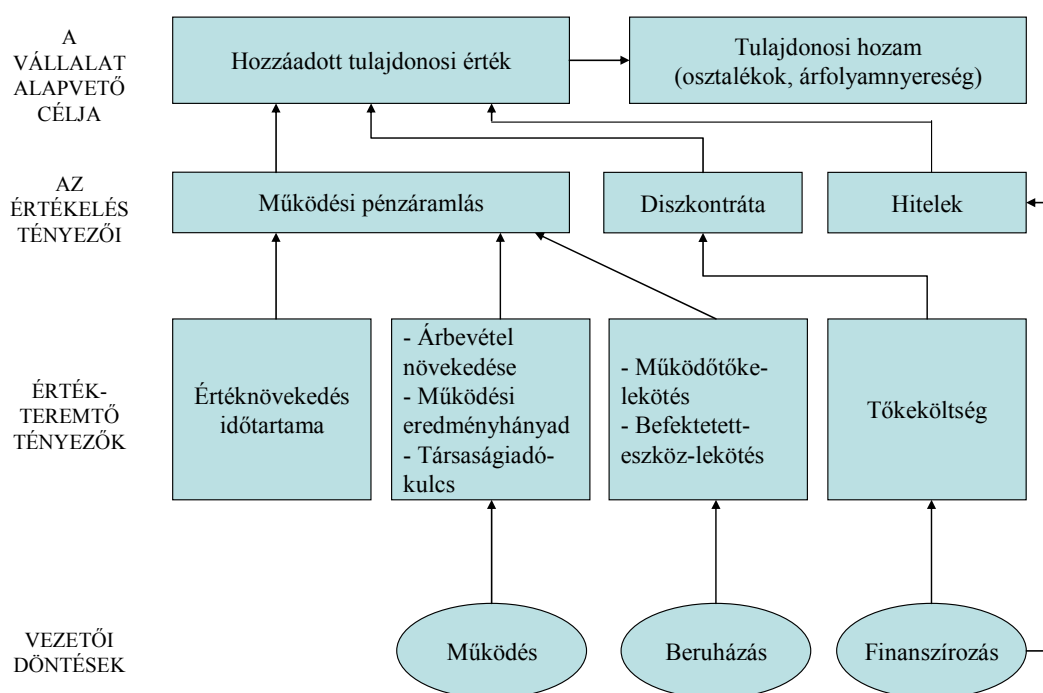 A
VÁLLALAT
ALAPVETŐ
CÉLJA
Hozzáadott tulajdonosi érték
Tulajdonosi hozam
(osztalékok, árfolyamnyereség)
AZ
ÉRTÉKELÉS
TÉNYEZŐI
Működési pénzáramlás
Diszkontráta
Hitelek
ÉRTÉK-
TEREMTŐ
TÉNYEZŐK
Értéknövekedés
időtartama
- Árbevétel
növekedése
- Működési
eredményhányad
- Társaságiadó-
kulcs
- Működőtőke-
lekötés
- Befektetett-
eszköz-lekötés
Tőkeköltség
VEZETŐI
DÖNTÉSEK
Működés
Beruházás
Finanszírozás